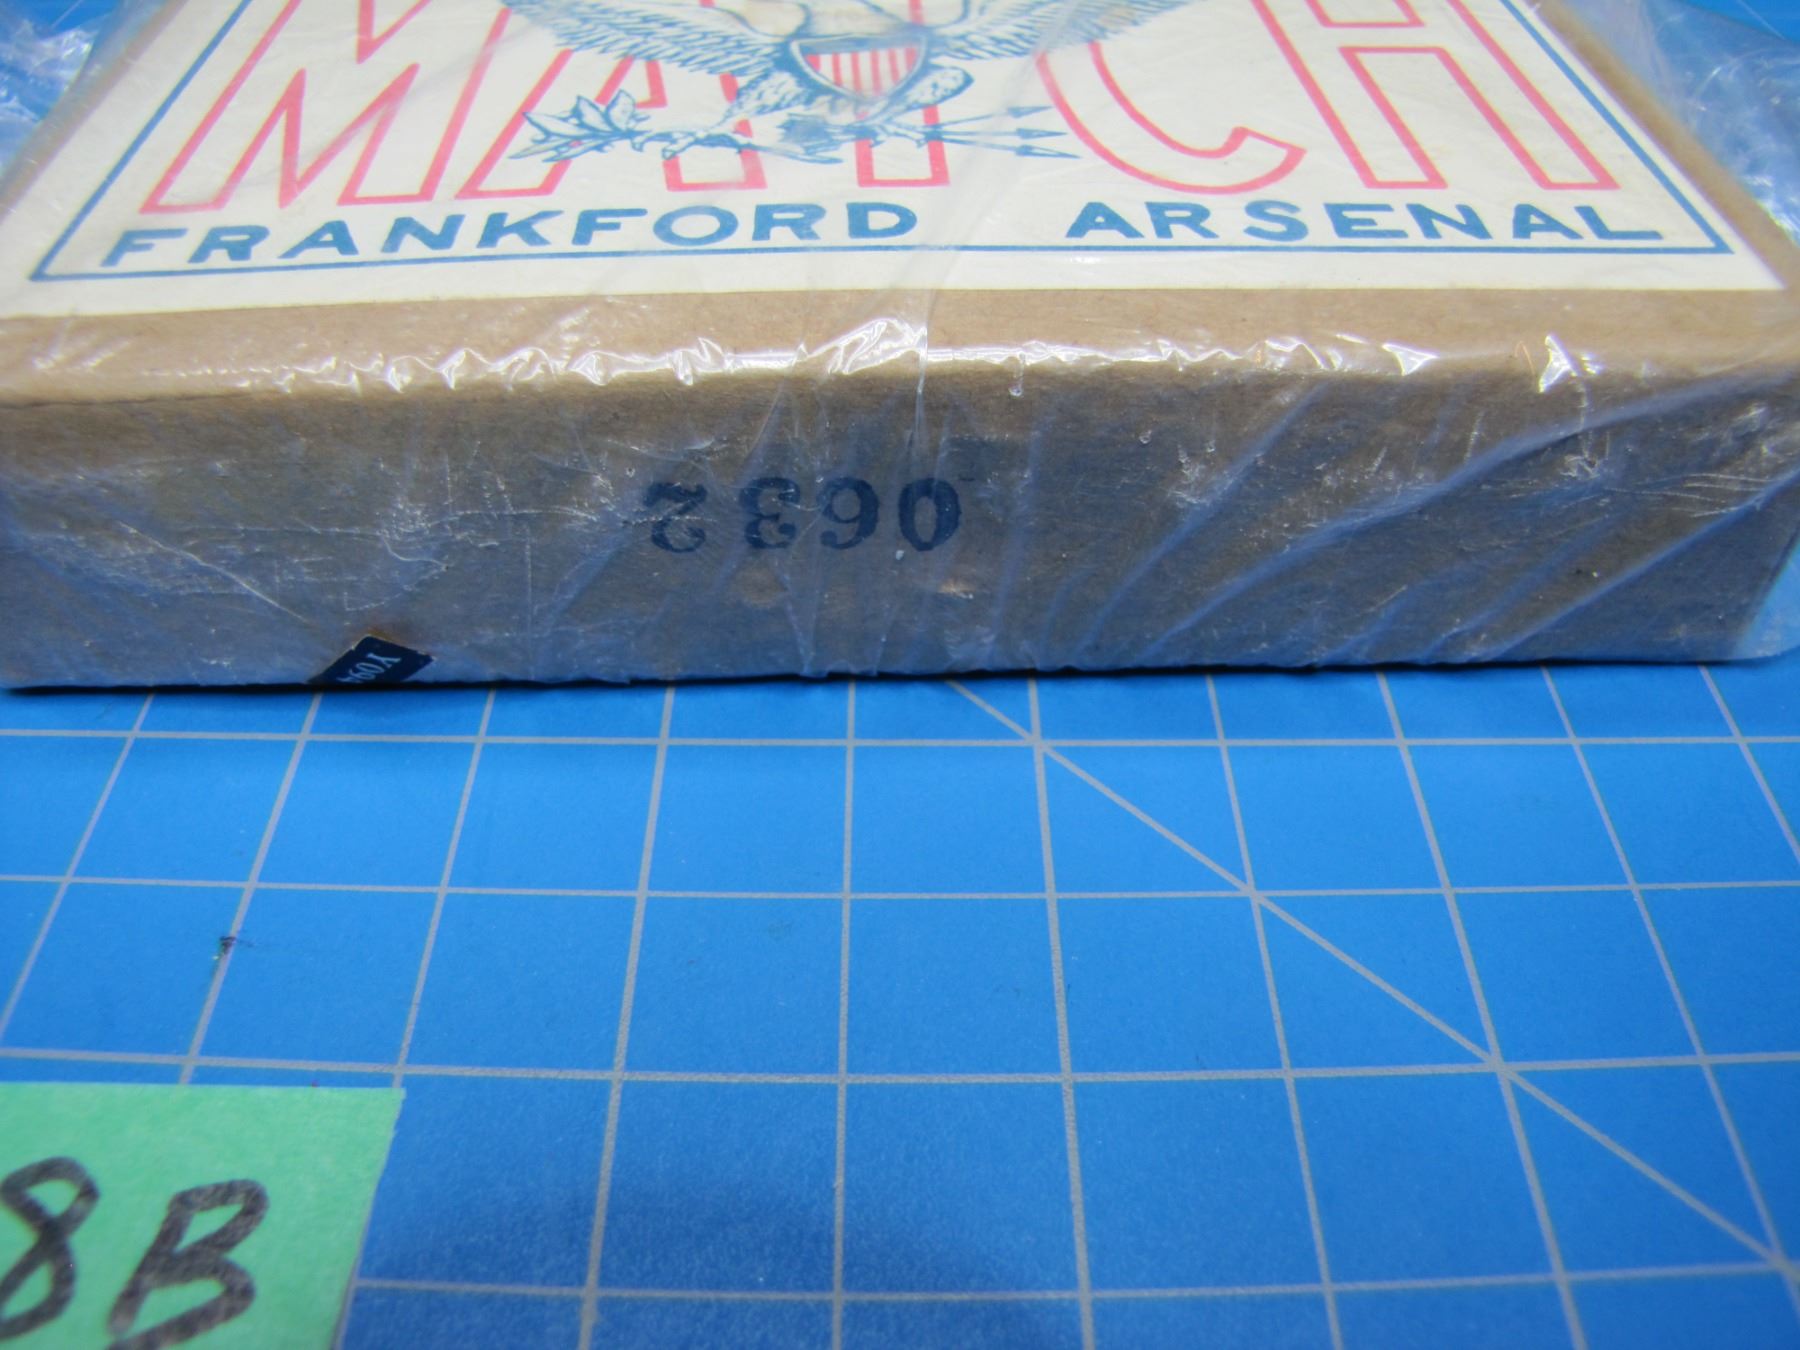 MATCH
FRANKFORD ARSENAL
0632
8B